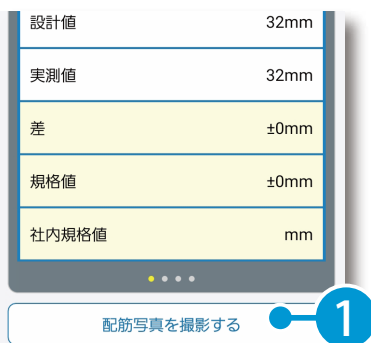 設計値 32mm
実測値 32mm
差 ±0mm
規格値 ±0mm
社内規格値 mm
配筋写真を撮影する
1